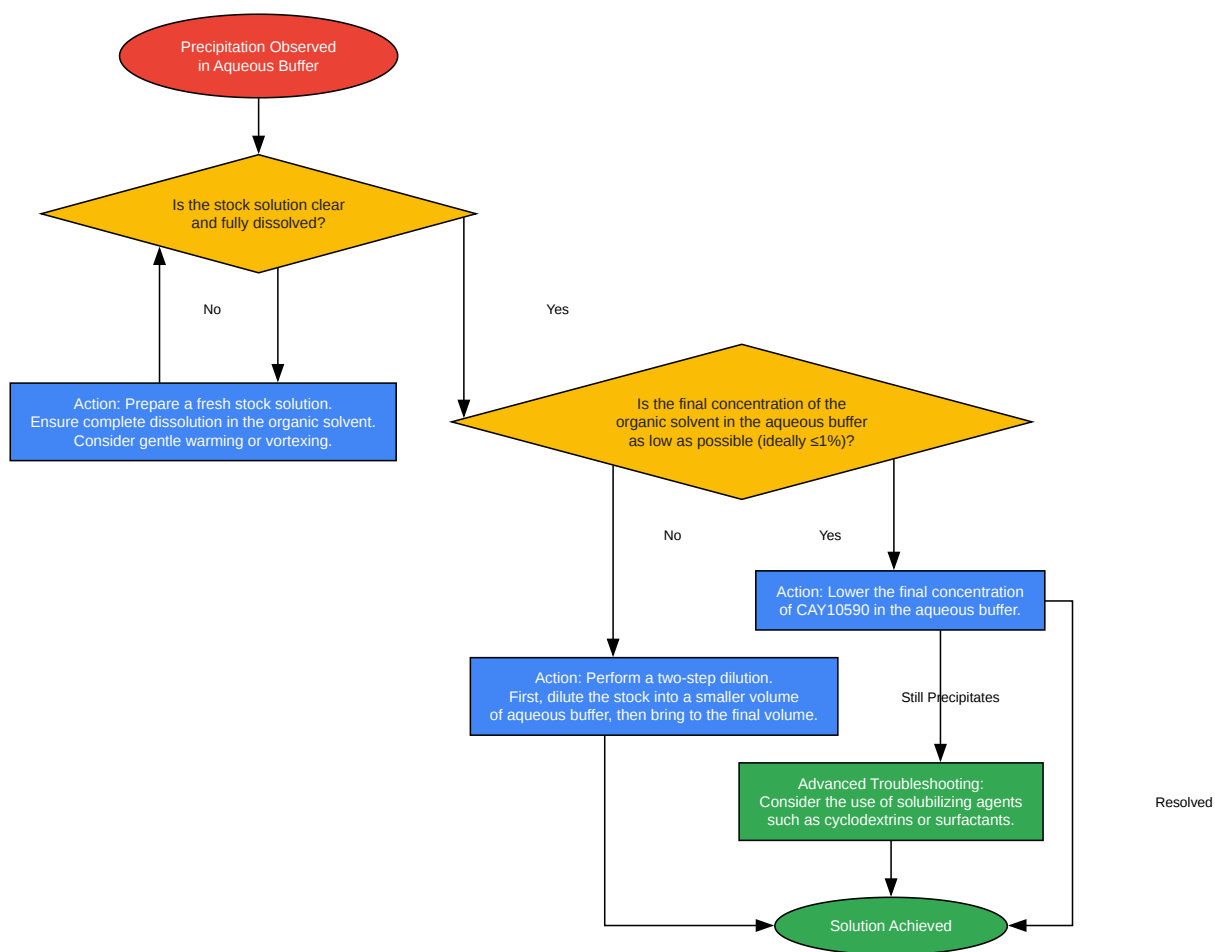 Precipitation Observed
in Aqueous Buffer
Is the stock solution clear
and fully dissolved?
No
Yes
Action: Prepare a fresh stock solution.
Ensure complete dissolution in the organic solvent.
Consider gentle warming or vortexing.
Is the final concentration of the
organic solvent in the aqueous buffer
as low as possible (ideally ≤1%)?
No
Yes
Action: Lower the final concentration
of CAY10590 in the aqueous buffer.
Action: Perform a two-step dilution.
First, dilute the stock into a smaller volume
of aqueous buffer, then bring to the final volume.
Still Precipitates
Advanced Troubleshooting:
Consider the use of solubilizing agents
such as cyclodextrins or surfactants.
Resolved
Solution Achieved